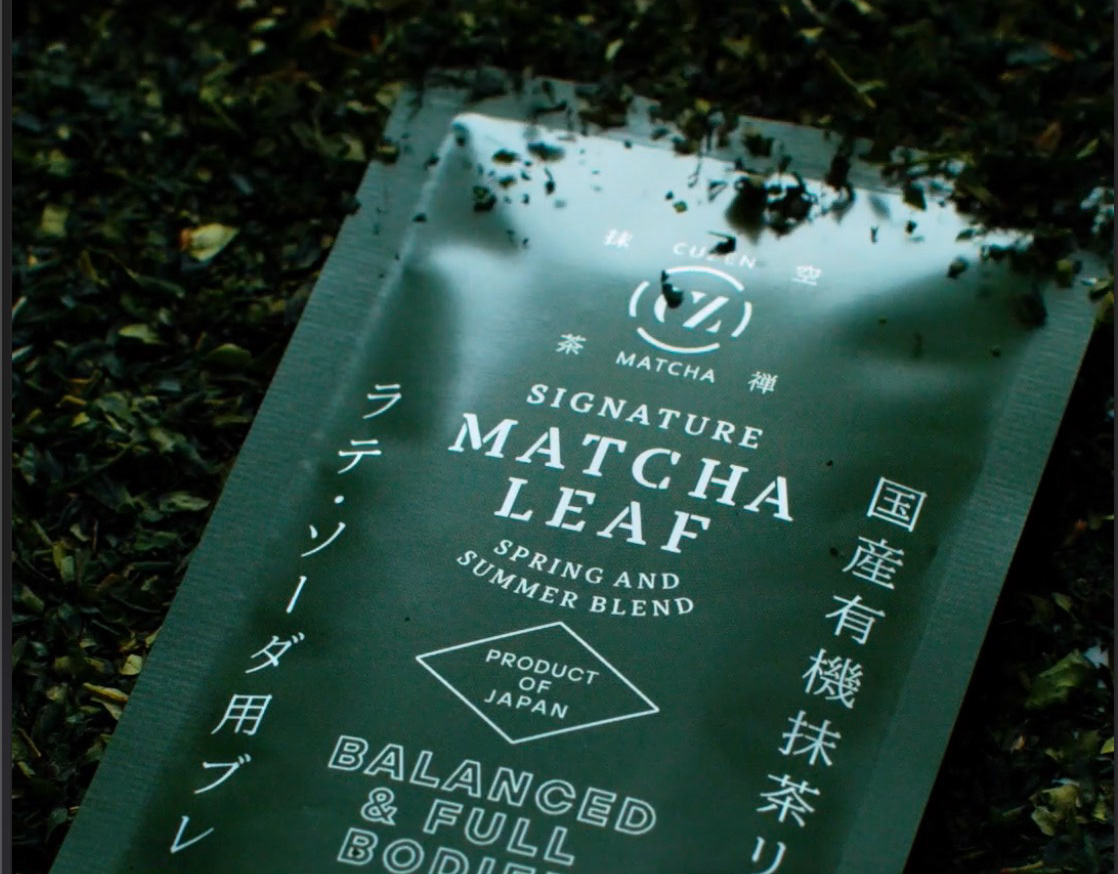 抹 CUZEN 空
CZ
茶 MATCHA 禅
SIGNATURE
MATCHA
LEAF
SPRING AND
SUMMER BLEND
PRODUCT
OF
JAPAN
BALANCED
& FULL
ラテ・ソーダ用ブレ
国産有機抹茶リ